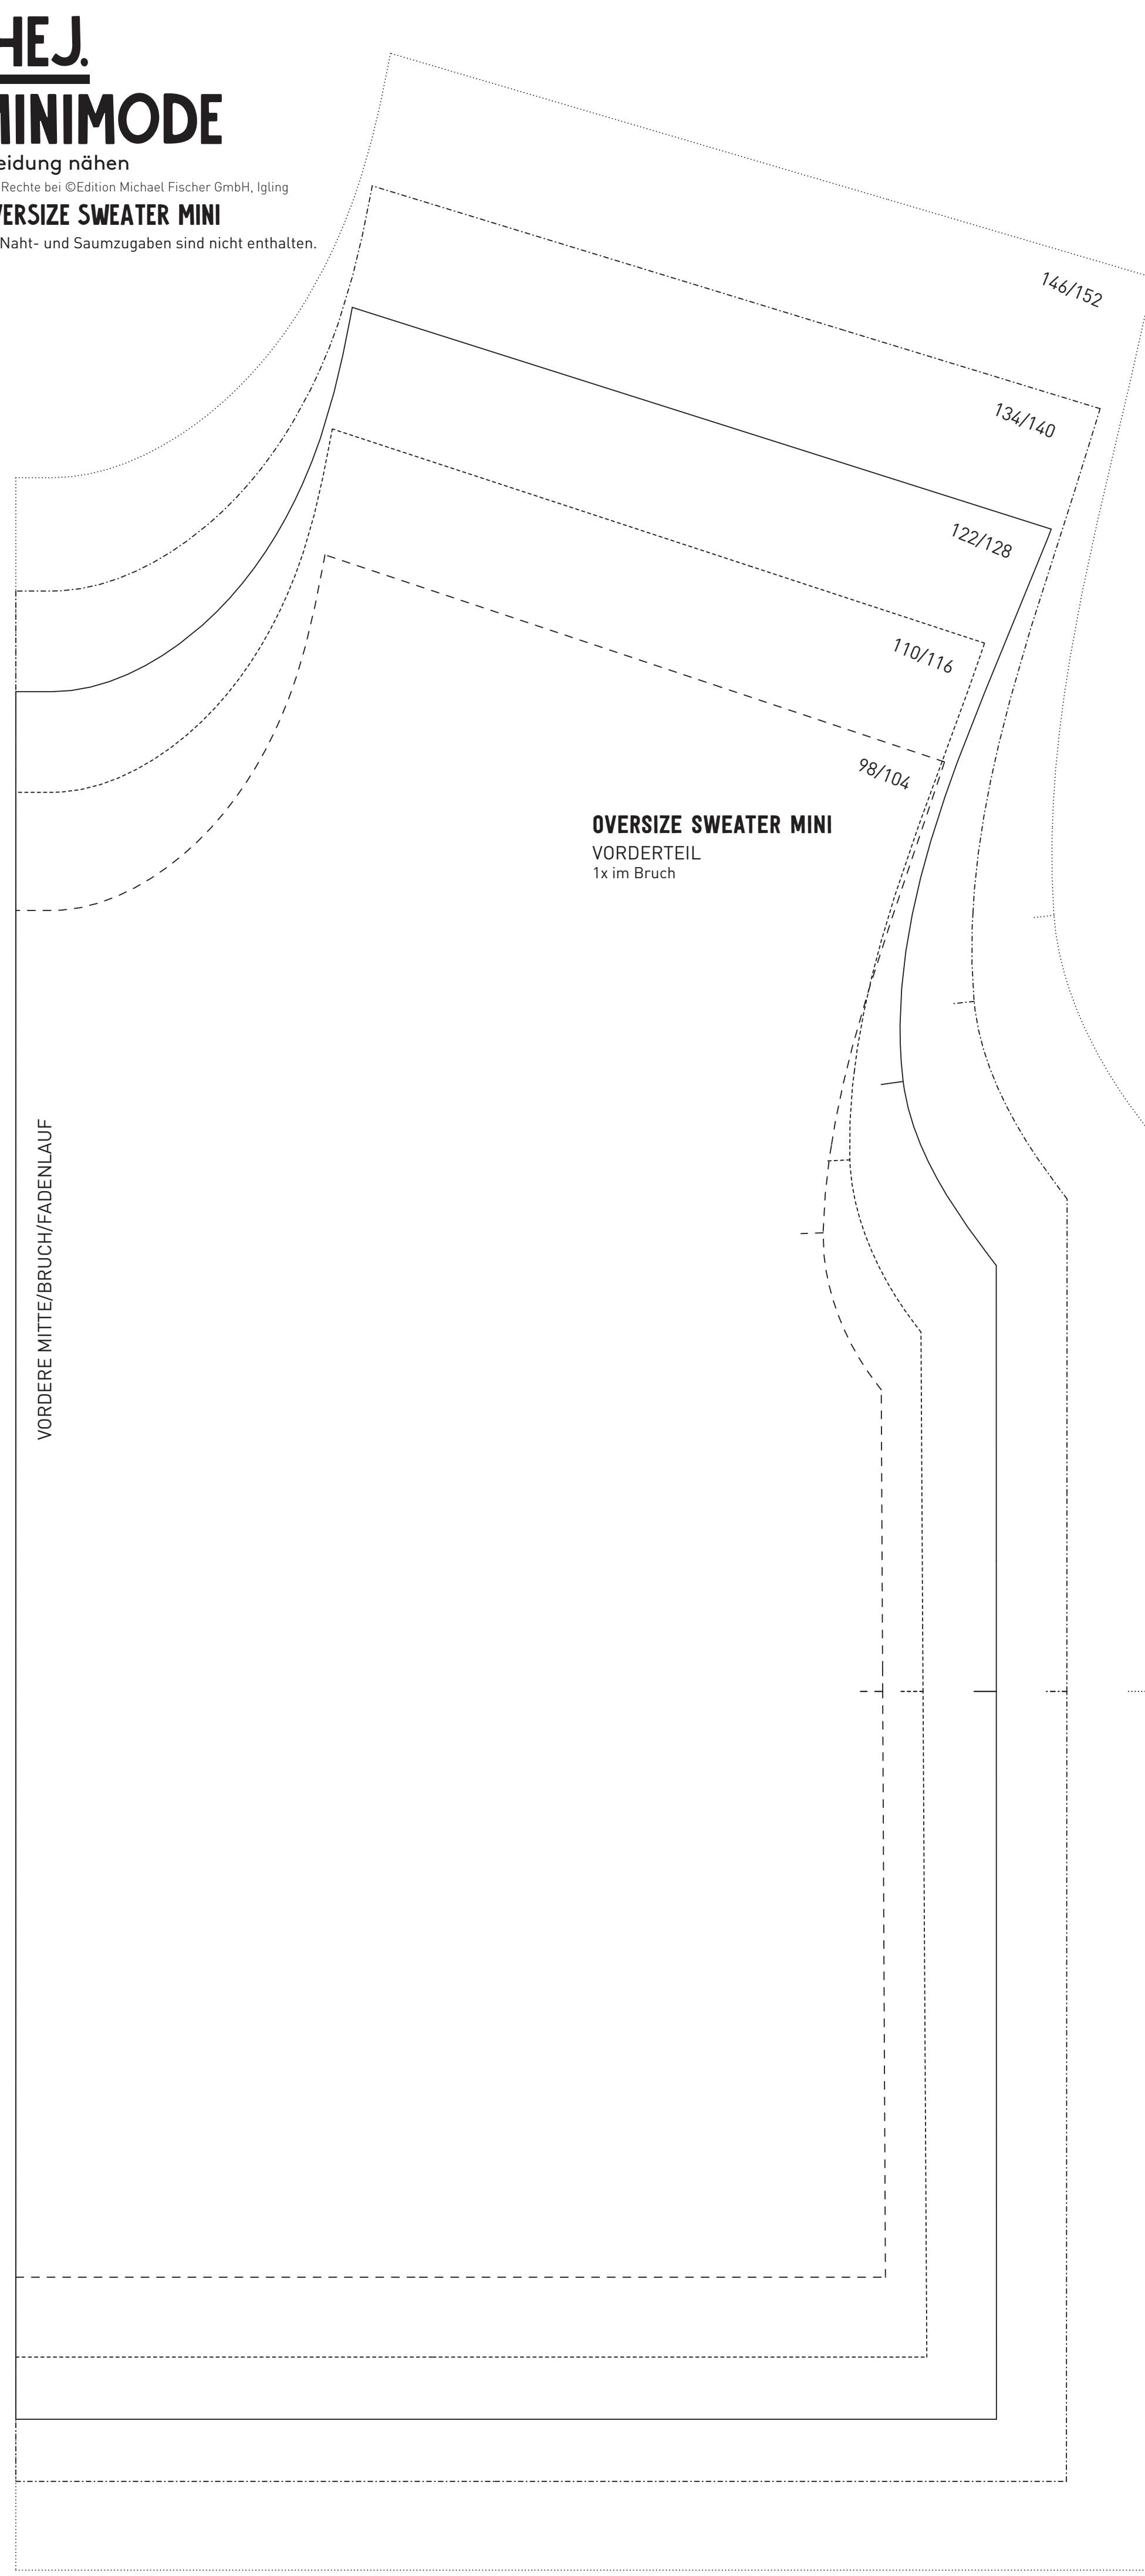 HEJ.
MINIMODE
eidung nähen
Rechte bei ©Edition Michael Fischer GmbH, Igling
VERSIZE SWEATER MINI
Naht- und Saumzugaben sind nicht enthalten.
146/152
134/140
122/128
110/116
98/104
OVERSIZE SWEATER MINI
VORDERTEIL
1x im Bruch
VORDERE MITTE/BRUCH/FADENLAUF